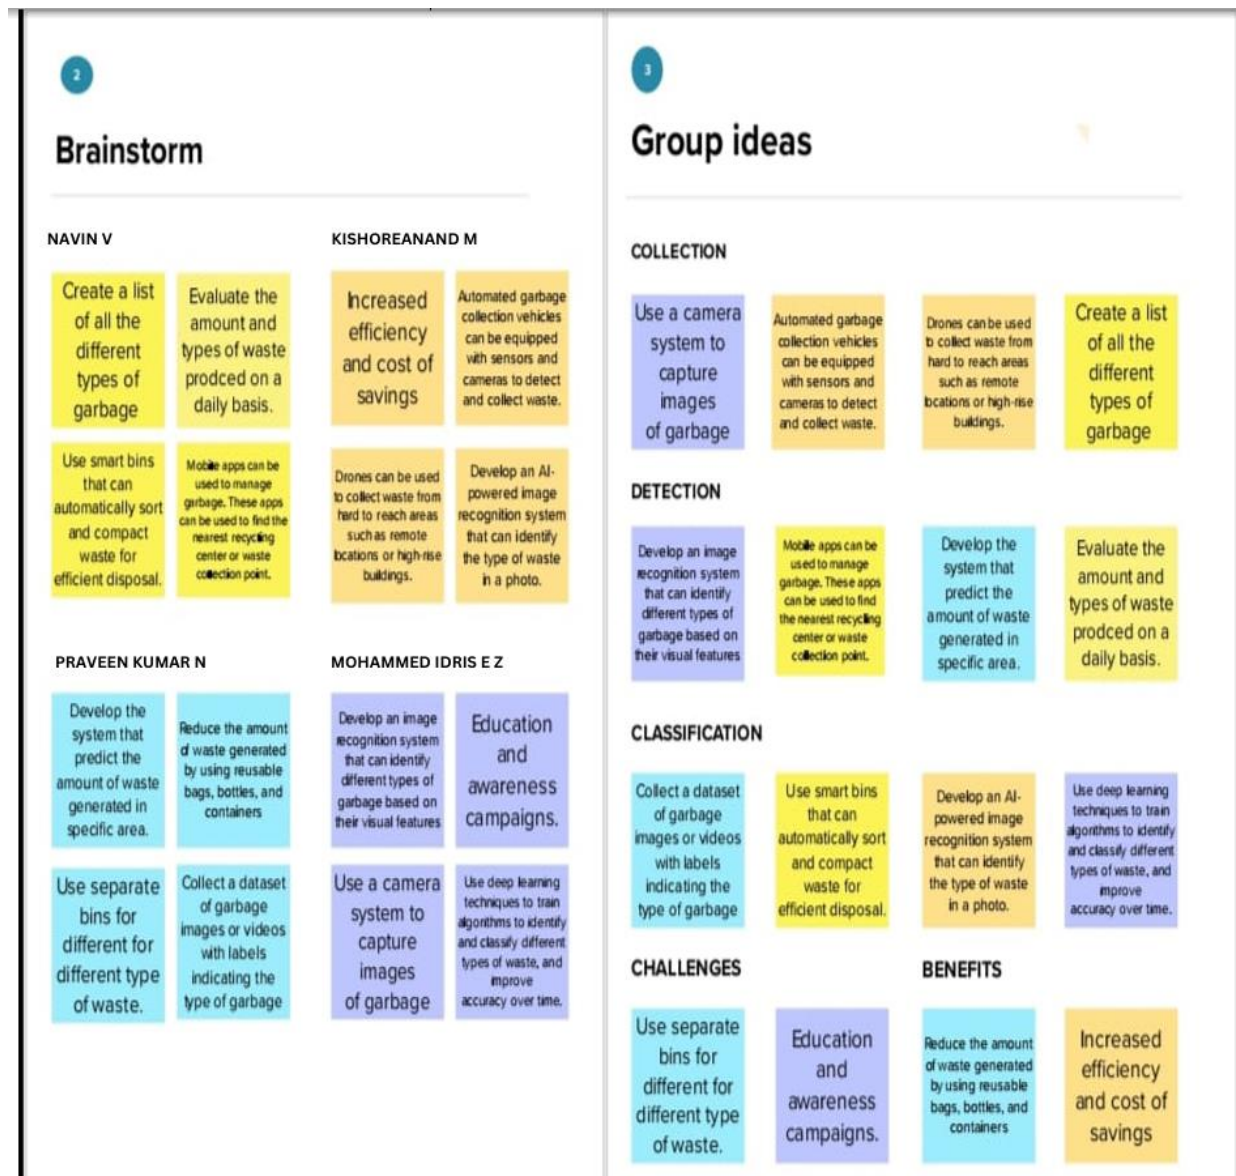 2
Brainstorm
NAVIN V
Create a list
of all the
different
types of
garbage
Evaluate the
amount and
types of waste
prodced on a
daily basis.
Use smart bins
that can
automatically sort
and compact
waste for
efficient disposal.
Mobile apps can be
used to manage
garbage. These apps
can be used to find the
nearest recycling
center or waste
collection point.
KISHOREANAND M
Increased
efficiency
and cost of
savings
Automated garbage
collection vehicles
can be equipped
with sensors and
cameras to detect
and collect waste.
Drones can be used
to collect waste from
hard to reach areas
such as remote
locations or high-rise
buildings.
Develop an AI-
powered image
recognition system
that can identify
the type of waste
in a photo.
PRAVEEN KUMAR N
Develop the
system that
predict the
amount of waste
generated in
specific area.
Reduce the amount
of waste generated
by using reusable
bags, bottles, and
containers
Use separate
bins for
different for
different type
of waste.
Collect a dataset
of garbage
images or videos
with labels
indicating the
type of garbage
MOHAMMED IDRIS E Z
Develop an image
recognition system
that can identify
different types of
garbage based on
their visual features
Education
and
awareness
campaigns.
Use a camera
system to
capture
images
of garbage
Use deep learning
techniques to train
algorithms to identify
and classify different
types of waste, and
improve
accuracy over time.
3
Group ideas
COLLECTION
Use a camera
system to
capture
images
of garbage
Automated garbage
collection vehicles
can be equipped
with sensors and
cameras to detect
and collect waste.
Drones can be used
to collect waste from
hard to reach areas
such as remote
locations or high-rise
buildings.
Create a list
of all the
different
types of
garbage
DETECTION
Develop an image
recognition system
that can identify
different types of
garbage based on
their visual features
Mobile apps can be
used to manage
garbage. These apps
can be used to find
the nearest recycling
center or waste
collection point.
Develop the
system that
predict the
amount of waste
generated in
specific area.
Evaluate the
amount and
types of waste
prodced on a
daily basis.
CLASSIFICATION
Collect a dataset
of garbage
images or videos
with labels
indicating the
type of garbage
Use smart bins
that can
automatically sort
and compact
waste for
efficient disposal.
Develop an AI-
powered image
recognition system
that can identify
the type of waste
in a photo.
Use deep learning
techniques to train
algorithms to identify
and classify different
types of waste, and
improve
accuracy over time.
CHALLENGES
Use separate
bins for
different for
different type
of waste.
Education
and
awareness
campaigns.
BENEFITS
Reduce the amount
of waste generated
by using reusable
bags, bottles, and
containers
Increased
efficiency
and cost of
savings